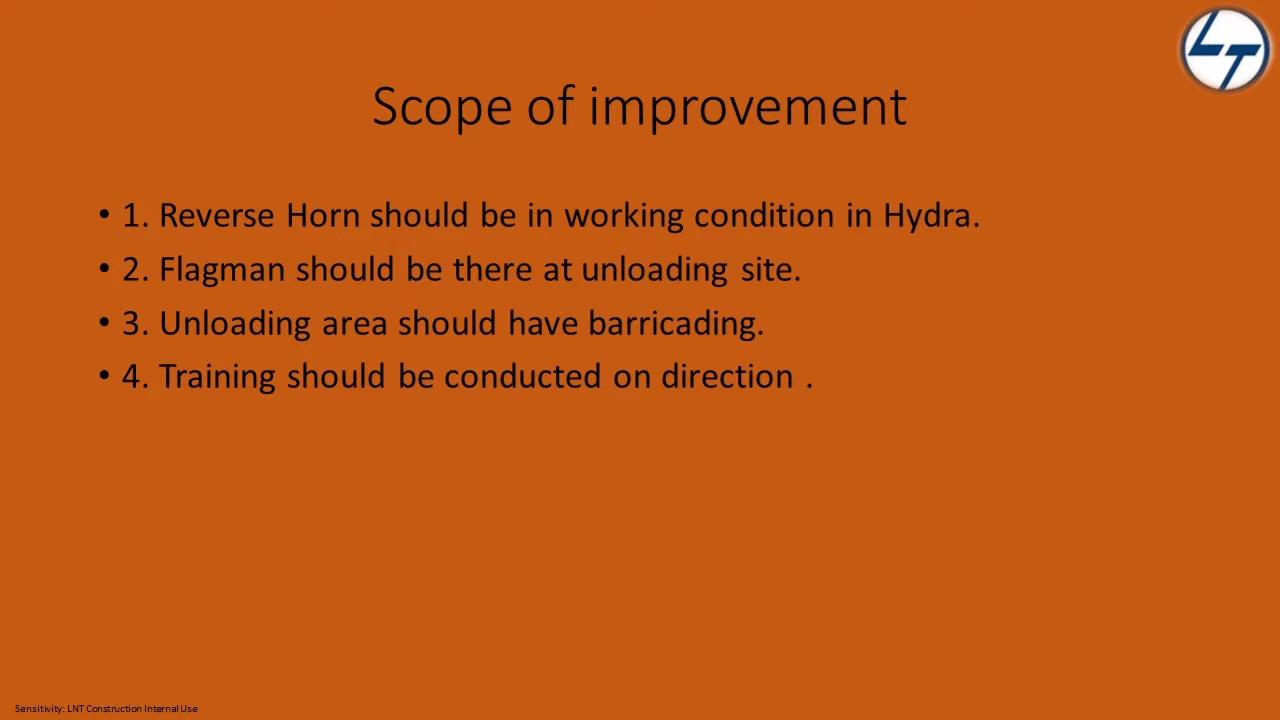 LT
Scope of improvement
• 1. Reverse Horn should be in working condition in Hydra.
• 2. Flagman should be there at unloading site.
• 3. Unloading area should have barricading.
• 4. Training should be conducted on direction .
Sensitivity: LNT Construction Internal Use